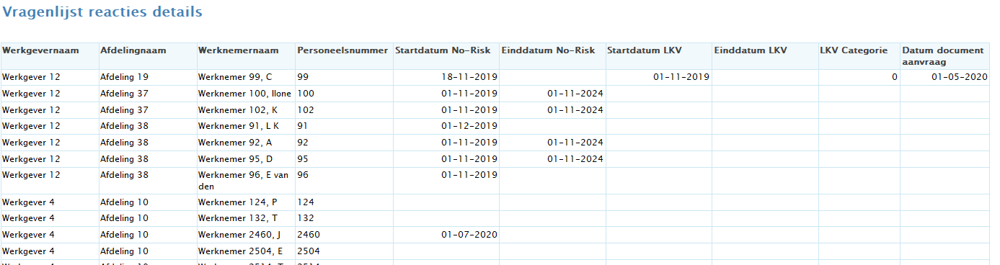 Vragenlijst reacties details
Werkgevernaam Afdelingnaam Werknemernaam Personeelsnummer Startdatum No-Risk Einddatum No-Risk Startdatum LKV Einddatum LKV LKV Categorie Datum document
aanvraag
Werkgever 12 Afdeling 19 Werknemer 99, C 99 18-11-2019 01-11-2019 0 01-05-2020
Werkgever 12 Afdeling 37 Werknemer 100, Ilone 100 01-11-2019 01-11-2024
Werkgever 12 Afdeling 37 Werknemer 102, K 102 01-11-2019 01-11-2024
Werkgever 12 Afdeling 38 Werknemer 91, L K 91 01-12-2019
Werkgever 12 Afdeling 38 Werknemer 92, A 92 01-11-2019 01-11-2024
Werkgever 12 Afdeling 38 Werknemer 95, D 95 01-11-2019 01-11-2024
Werkgever 12 Afdeling 38 Werknemer 96, E van 96 01-11-2019
den
Werkgever 4 Afdeling 10 Werknemer 124, P 124
Werkgever 4 Afdeling 10 Werknemer 132, T 132
Werkgever 4 Afdeling 10 Werknemer 2460, J 2460 01-07-2020
Werkgever 4 Afdeling 10 Werknemer 2504, E 2504